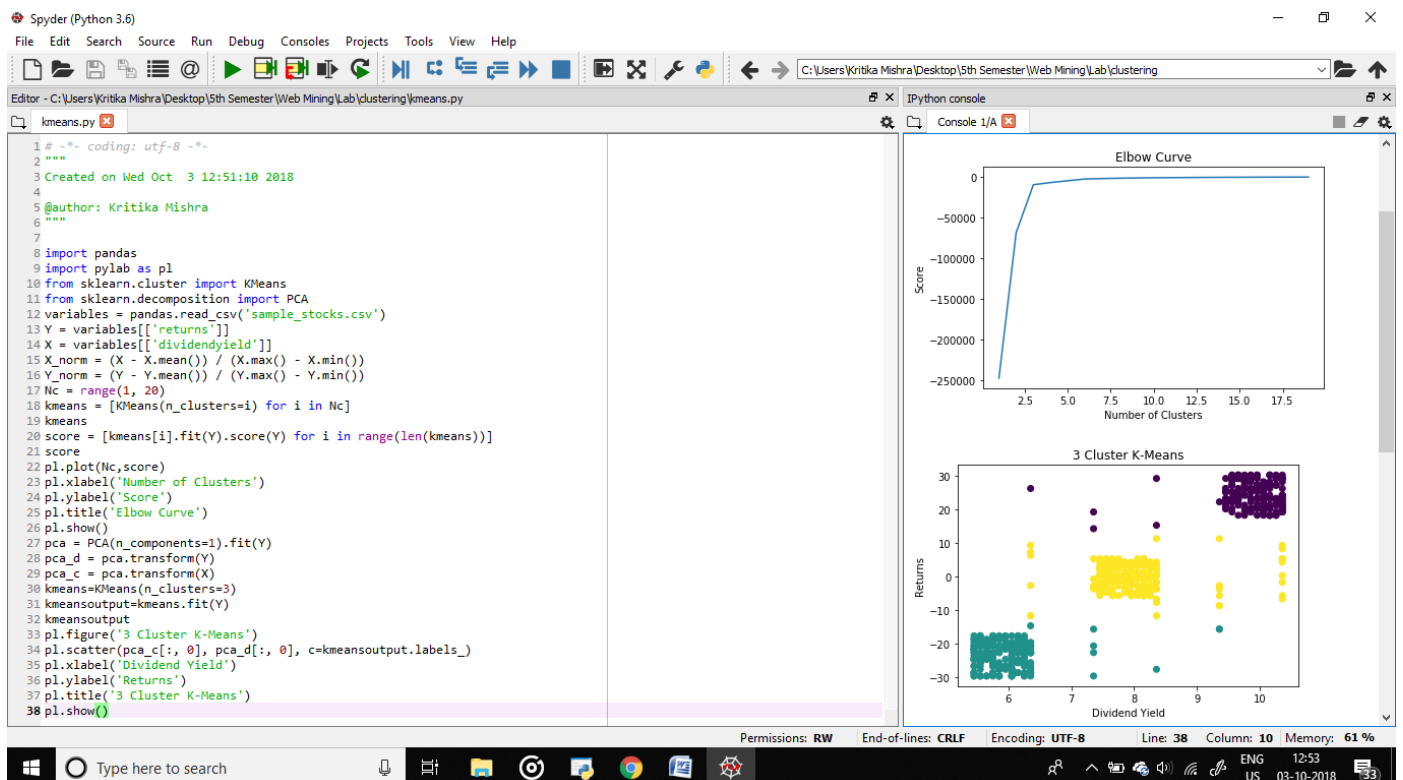 Spyder (Python 3.6)
File Edit Search Source Run Debug Consoles Projects Tools View Help
C:\Users\Kritika Mishra\Desktop\5th Semester\Web Mining\Lab\clustering
Editor - C:\Users\Kritika Mishra\Desktop\5th Semester\Web Mining\Lab\clustering\kmeans.py
kmeans.py
1 # -*- coding: utf-8 -*-
2 """
3 Created on Wed Oct  3 12:51:10 2018
4
5 @author: Kritika Mishra
6 """
7
8 import pandas
9 import pylab as pl
10 from sklearn.cluster import KMeans
11 from sklearn.decomposition import PCA
12 variables = pandas.read_csv('sample_stocks.csv')
13 Y = variables[['returns']]
14 X = variables[['dividendyield']]
15 X_norm = (X - X.mean()) / (X.max() - X.min())
16 Y_norm = (Y - Y.mean()) / (Y.max() - Y.min())
17 Nc = range(1, 20)
18 kmeans = [KMeans(n_clusters=i) for i in Nc]
19 kmeans
20 score = [kmeans[i].fit(Y).score(Y) for i in range(len(kmeans))]
21 score
22 pl.plot(Nc,score)
23 pl.xlabel('Number of Clusters')
24 pl.ylabel('Score')
25 pl.title('Elbow Curve')
26 pl.show()
27 pca = PCA(n_components=1).fit(Y)
28 pca_d = pca.transform(Y)
29 pca_c = pca.transform(X)
30 kmeans=KMeans(n_clusters=3)
31 kmeansoutput=kmeans.fit(Y)
32 kmeansoutput
33 pl.figure('3 Cluster K-Means')
34 pl.scatter(pca_c[:, 0], pca_d[:, 0], c=kmeansoutput.labels_)
35 pl.xlabel('Dividend Yield')
36 pl.ylabel('Returns')
37 pl.title('3 Cluster K-Means')
38 pl.show()
IPython console
Console 1/A
Elbow Curve
0
−50000
−100000
−150000
−200000
−250000
Score
2.5 5.0 7.5 10.0 12.5 15.0 17.5
Number of Clusters
3 Cluster K-Means
30
20
10
0
−10
−20
−30
Returns
6 7 8 9 10
Dividend Yield
Permissions: RW End-of-lines: CRLF Encoding: UTF-8 Line: 38 Column: 10 Memory: 61 %
Type here to search
ENG
US
12:53
03-10-2018
33